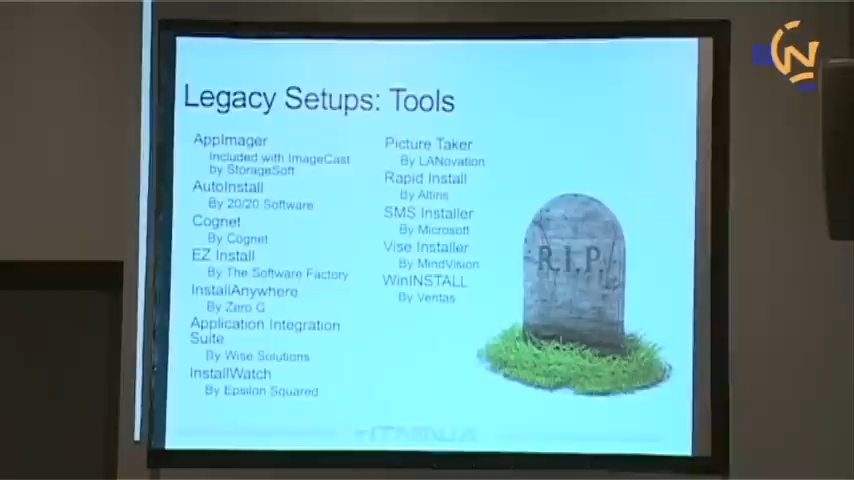 Legacy Setups: Tools
AppImager
Included with ImageCast
by StorageSoft
AutoInstall
By 20/20 Software
Cognet
By Cognet
EZ Install
By The Software Factory
InstallAnywhere
By Zero G
Application Integration
Suite
By Wise Solutions
InstallWatch
By Epsilon Squared
Picture Taker
By LANovation
Rapid Install
By Altiris
SMS Installer
By Microsoft
Vise Installer
By MindVision
WinINSTALL
By Veritas
R.I.P.
ITNINJA